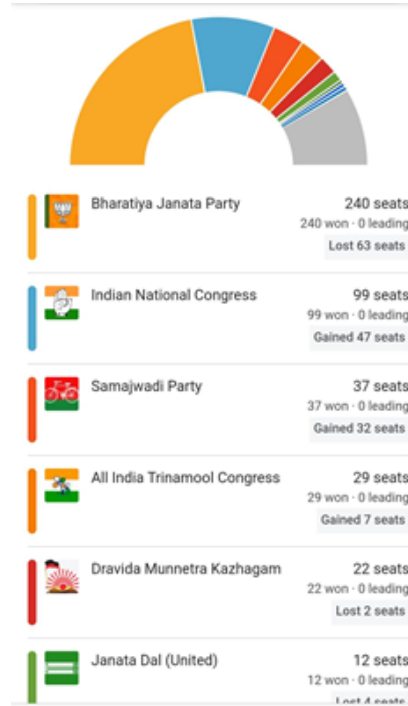 Bharatiya Janata Party 240 seats
240 won · 0 leading
Lost 63 seats
Indian National Congress 99 seats
99 won · 0 leading
Gained 47 seats
Samajwadi Party 37 seats
37 won · 0 leading
Gained 32 seats
All India Trinamool Congress 29 seats
29 won · 0 leading
Gained 7 seats
Dravida Munnetra Kazhagam 22 seats
22 won · 0 leading
Lost 2 seats
Janata Dal (United) 12 seats
12 won · 0 leading
Lost 4 seats